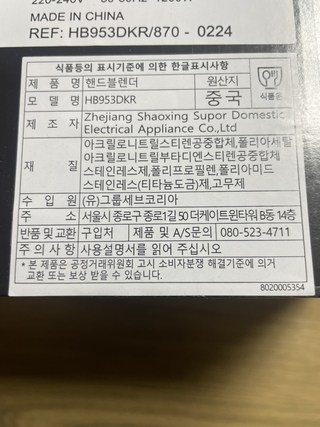 220-240V ~ 50-60Hz 1200W
MADE IN CHINA
REF: HB953DKR/870 - 0224
식품등의 표시기준에 의한 한글표시사항
제 품 명 핸드블렌더 원산지
모 델 명 HB953DKR 중국 식품용
제 조 자 Zhejiang Shaoxing Supor Domestic
Electrical Appliance Co.,Ltd
재 질 아크릴로니트릴스티렌공중합체,폴리아세탈
아크릴로니트릴부타디엔스티렌공중합체
스테인레스제,폴리프로필렌,폴리아미드
스테인레스(티타늄도금)제,고무제
수 입 원 (유)그룹세브코리아
주 소 서울시 종로구 종로1길 50 더케이트윈타워 B동 14층
반품 및 교환 구입처 제품 및 A/S문의 080-523-4711
주 의 사 항 사용설명서를 읽어 주십시오
* 본 제품은 공정거래위원회 고시 소비자분쟁 해결기준에 의거
교환 또는 보상 받을 수 있습니다.
8020005354